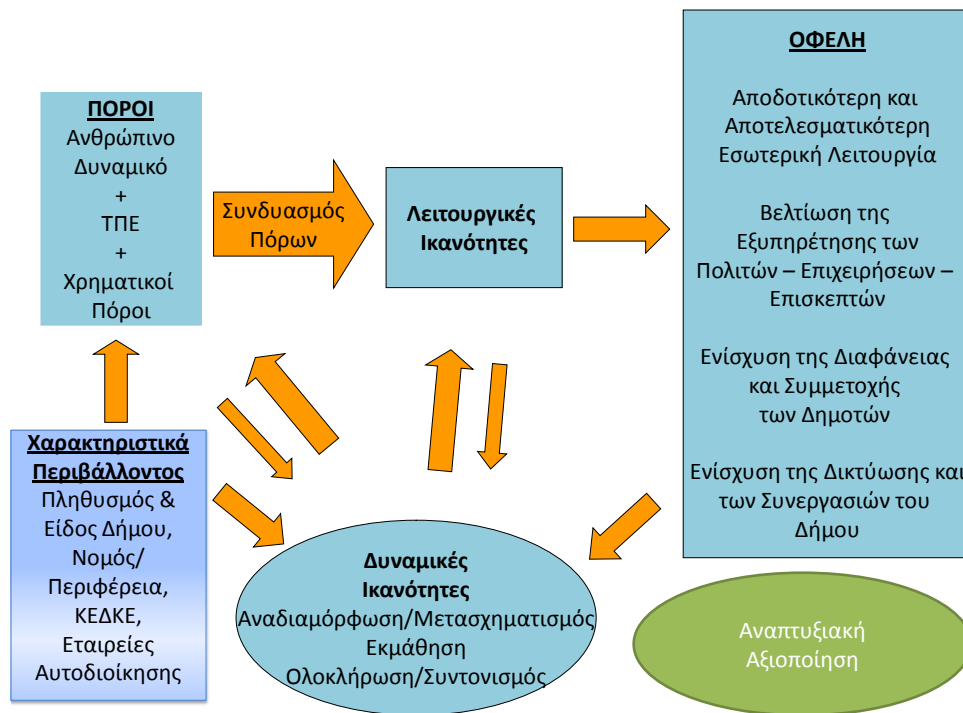 ΠΟΡΟΙ
Ανθρώπινο
Δυναμικό
+
ΤΠΕ
+
Χρηματικοί
Πόροι
Συνδυασμός
Πόρων
Λειτουργικές
Ικανότητες
ΟΦΕΛΗ
Αποδοτικότερη και
Αποτελεσματικότερη
Εσωτερική Λειτουργία
Βελτίωση της
Εξυπηρέτησης των
Πολιτών – Επιχειρήσεων –
Επισκεπτών
Ενίσχυση της Διαφάνειας
και Συμμετοχής
των Δημοτών
Ενίσχυση της Δικτύωσης και
των Συνεργασιών του
Δήμου
Χαρακτηριστικά
Περιβάλλοντος
Πληθυσμός &
Είδος Δήμου,
Νομός/
Περιφέρεια,
ΚΕΔΚΕ,
Εταιρείες
Αυτοδιοίκησης
Δυναμικές
Ικανότητες
Αναδιαμόρφωση/Μετασχηματισμός
Εκμάθηση
Ολοκλήρωση/Συντονισμός
Αναπτυξιακή
Αξιοποίηση